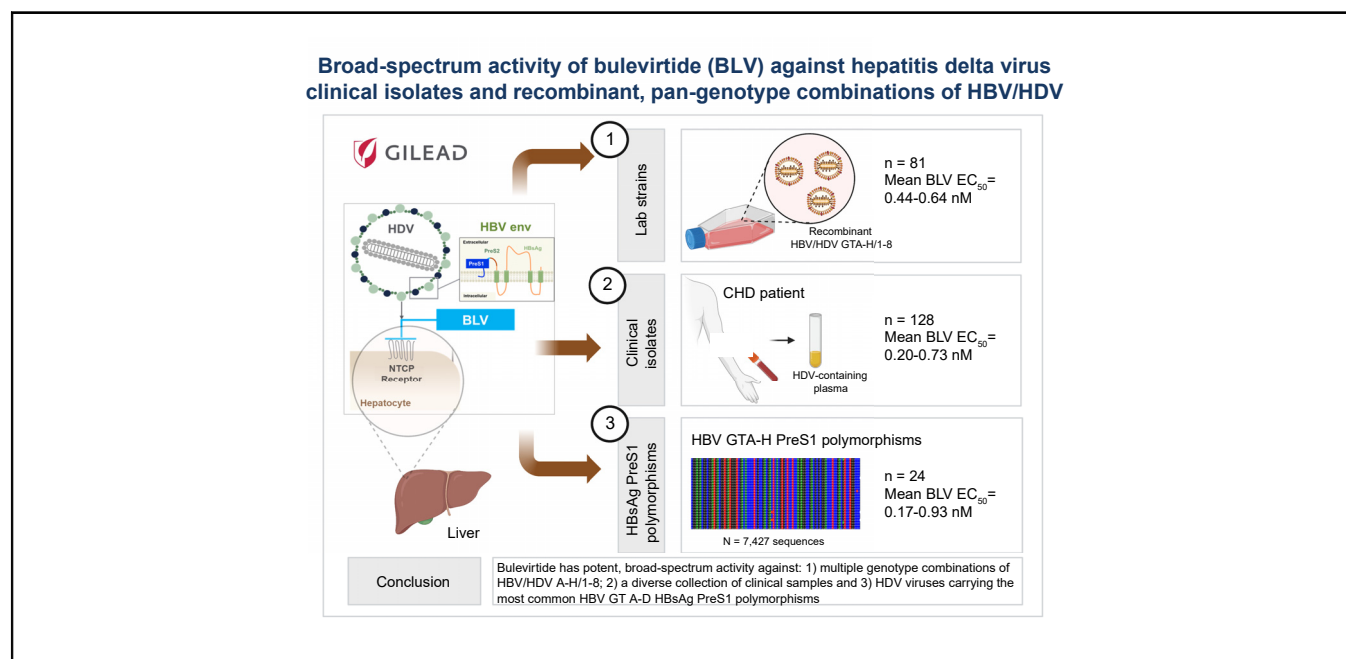 Broad-spectrum activity of bulevirtide (BLV) against hepatitis delta virus
clinical isolates and recombinant, pan-genotype combinations of HBV/HDV
GILEAD
HDV
HBV env
Extracellular
PreS2
HBsAg
PreS1
Intracellular
BLV
NTCP
Receptor
Hepatocyte
Liver
1
Lab strains
Recombinant
HBV/HDV GTA-H/1-8
n = 81
Mean BLV EC50=
0.44-0.64 nM
2
Clinical
isolates
CHD patient
HDV-containing
plasma
n = 128
Mean BLV EC50=
0.20-0.73 nM
3
HBsAg PreS1
polymorphisms
HBV GTA-H PreS1 polymorphisms
N = 7,427 sequences
n = 24
Mean BLV EC50=
0.17-0.93 nM
Conclusion
Bulevirtide has potent, broad-spectrum activity against: 1) multiple genotype combinations of
HBV/HDV A-H/1-8; 2) a diverse collection of clinical samples and 3) HDV viruses carrying the
most common HBV GT A-D HBsAg PreS1 polymorphisms